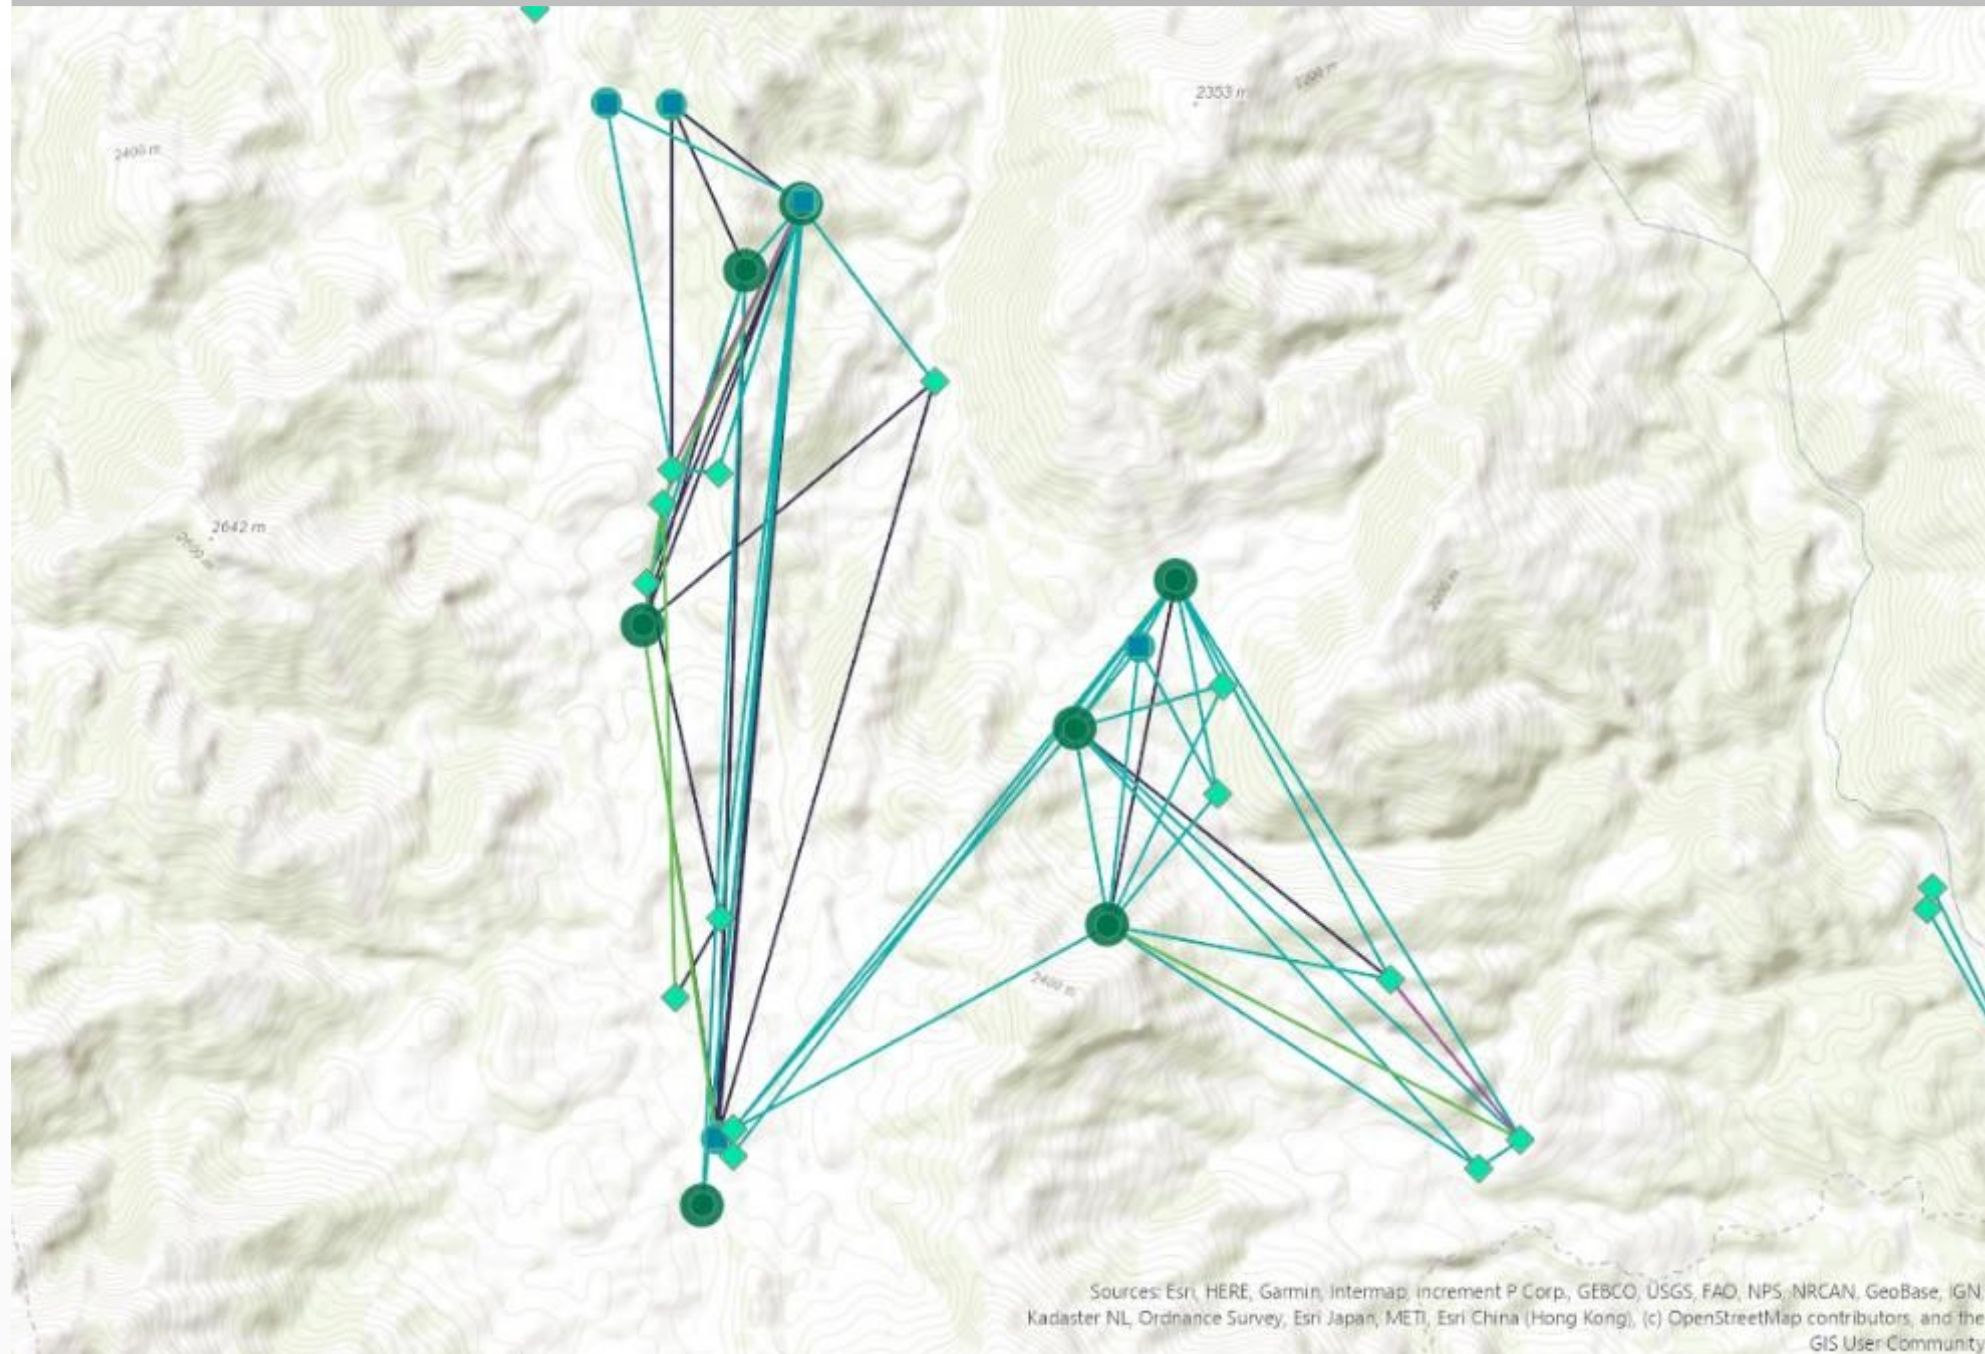 2353 m
2400 m
2642 m
2400 m
Sources: Esri, HERE, Garmin, Intermap, increment P Corp., GEBCO, USGS, FAO, NPS, NRCAN, GeoBase, IGN,
Kadaster NL, Ordnance Survey, Esri Japan, METI, Esri China (Hong Kong), (c) OpenStreetMap contributors, and the
GIS User Community